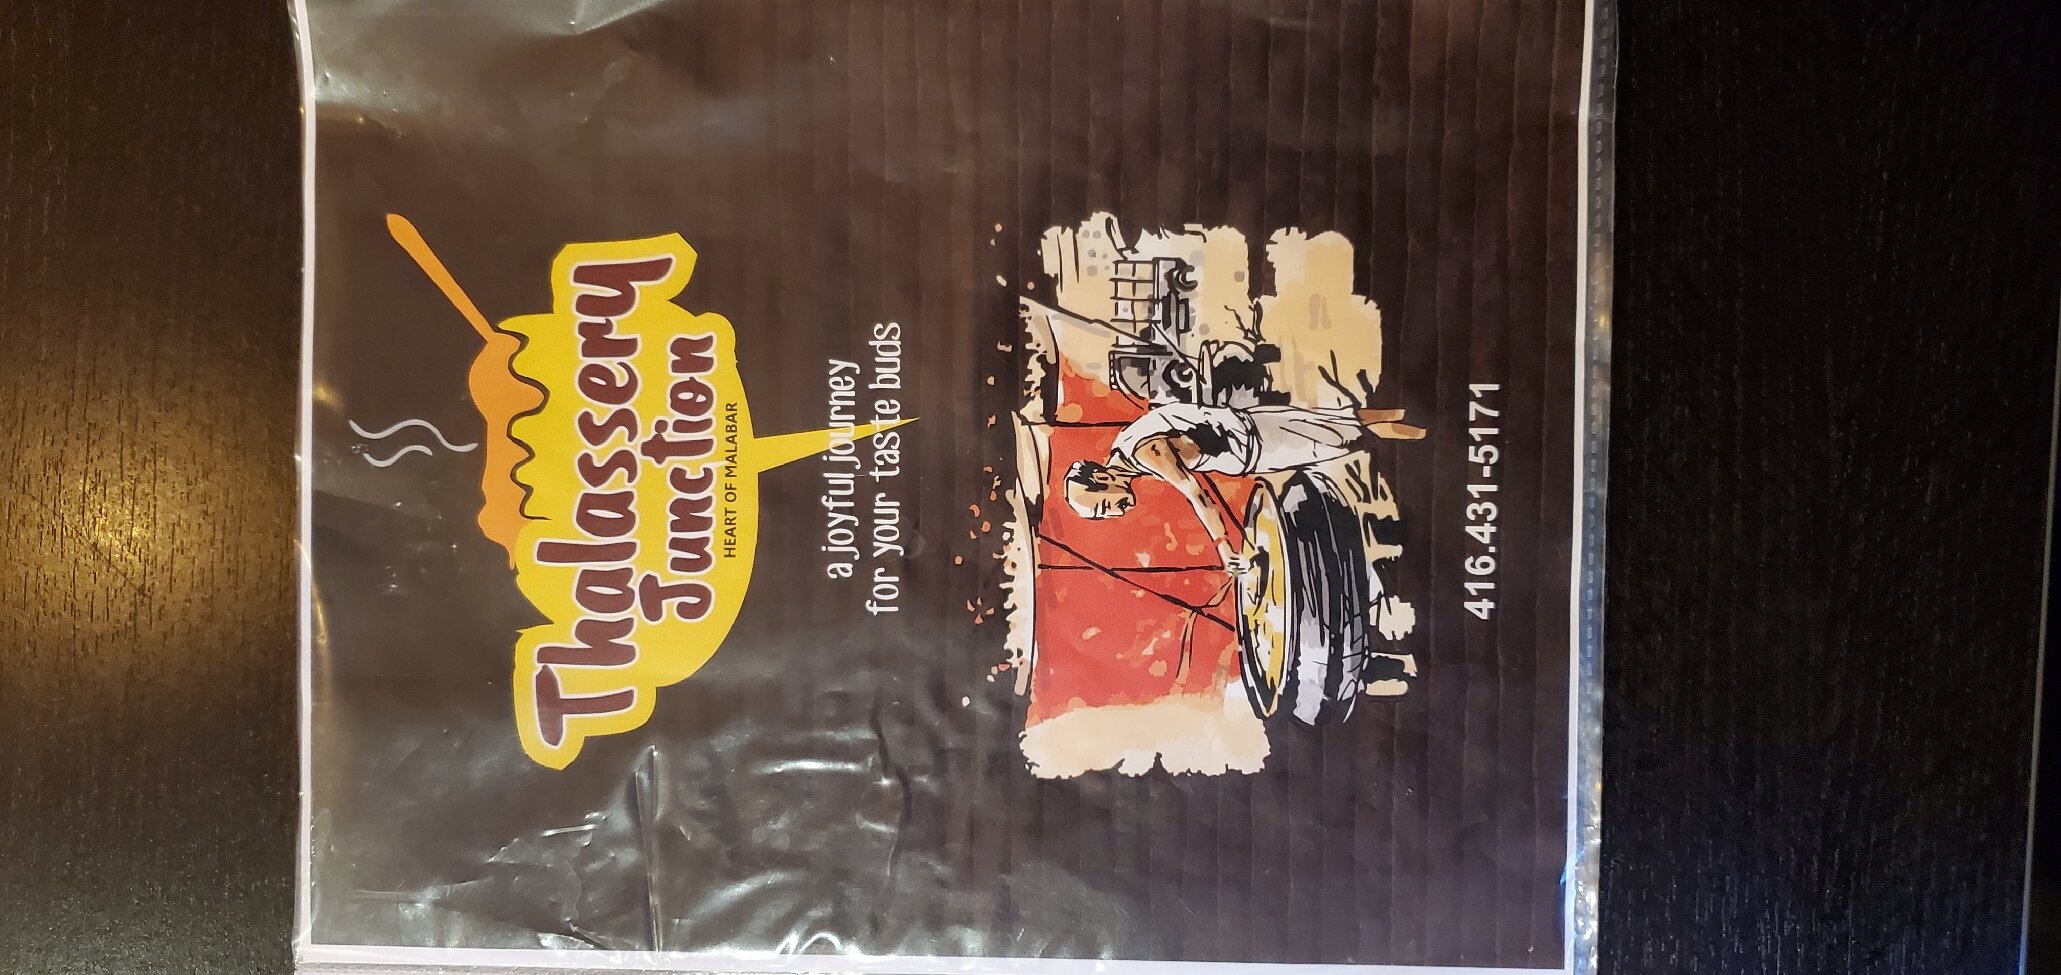 Thalassery
Junction
HEART OF MALABAR
a joyful journey
for your taste buds
416.431-5171